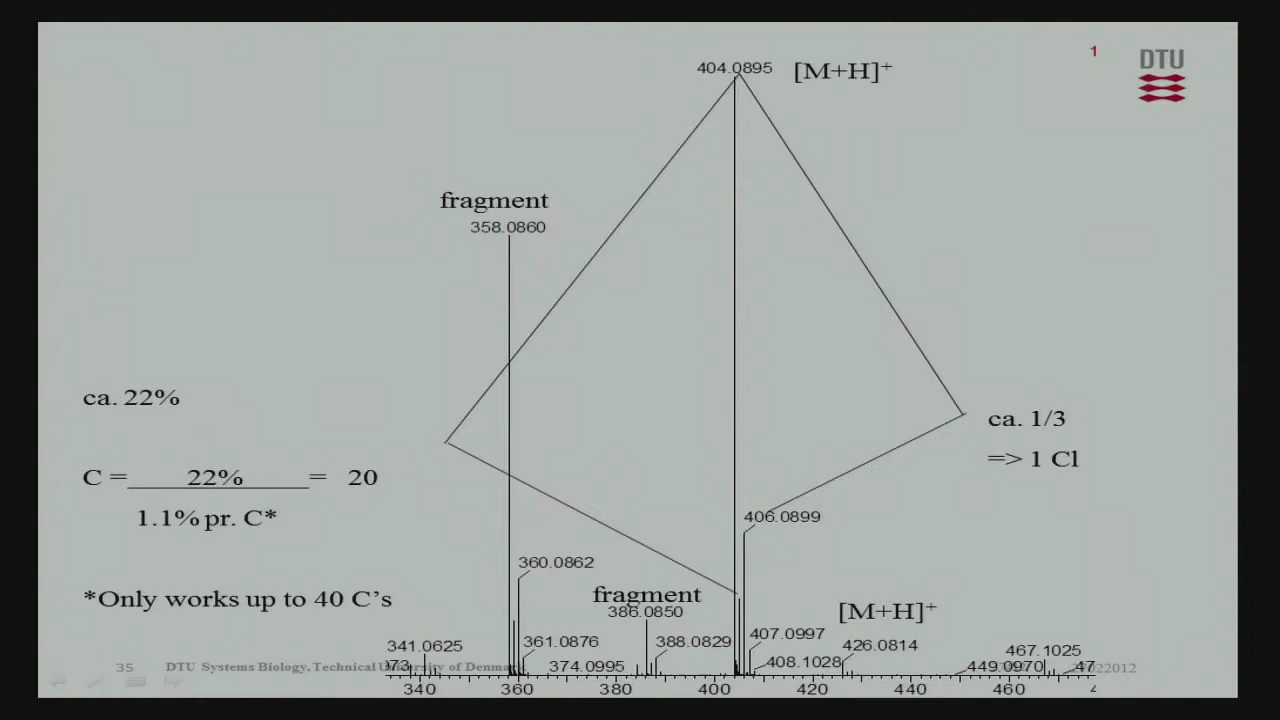 1
DTU
404.0895
[M+H]+
fragment
358.0860
ca. 22%
ca. 1/3
=> 1 Cl
C = 22% = 20
1.1% pr. C*
406.0899
360.0862
*Only works up to 40 C's
fragment
386.0850
[M+H]+
341.0625
361.0876
388.0829
407.0997
426.0814
467.1025
374.0995
408.1028
449.0970
47
35
DTU Systems Biology, Technical University of Denmark
340 360 380 400 420 440 460